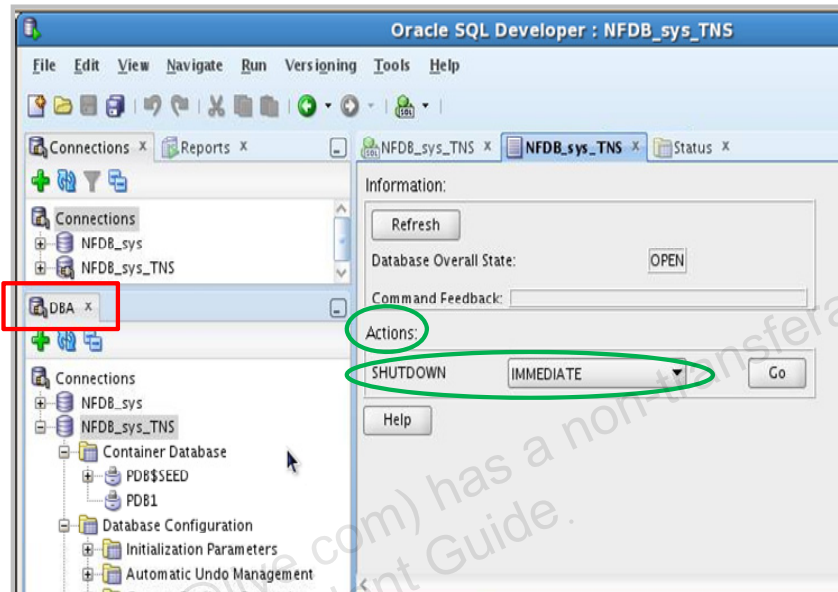 Oracle SQL Developer : NFDB_sys_TNS
File Edit View Navigate Run Versioning Tools Help
Connections Reports
NFDB_sys_TNS NFDB_sys_TNS Status
Connections
NFDB_sys
NFDB_sys_TNS
DBA
Connections
NFDB_sys
NFDB_sys_TNS
Container Database
PDB$SEED
PDB1
Database Configuration
Initialization Parameters
Automatic Undo Management
Information:
Refresh
Database Overall State: OPEN
Command Feedback:
Actions:
SHUTDOWN IMMEDIATE Go
Help
com) has a
Guide.